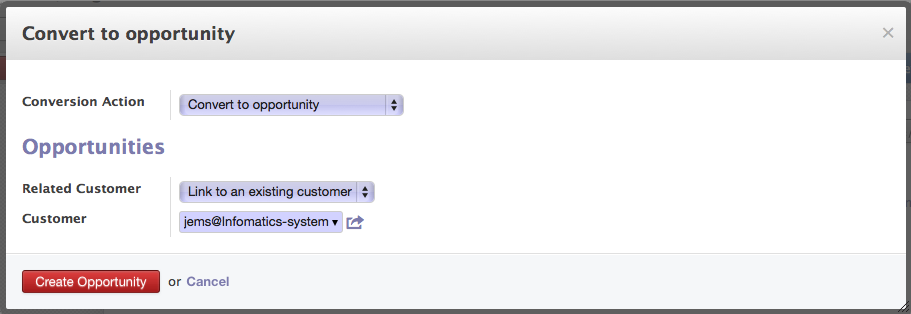 Convert to opportunity ×
Conversion Action Convert to opportunity
Opportunities
Related Customer Link to an existing customer
Customer jems@Infomatics-system
Create Opportunity or Cancel